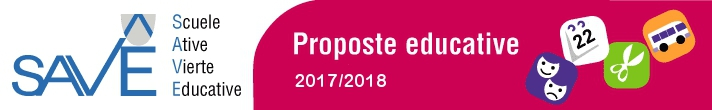 SAVE
Scuele
Ative
Vierte
Educative
Proposte educative
2017/2018
22